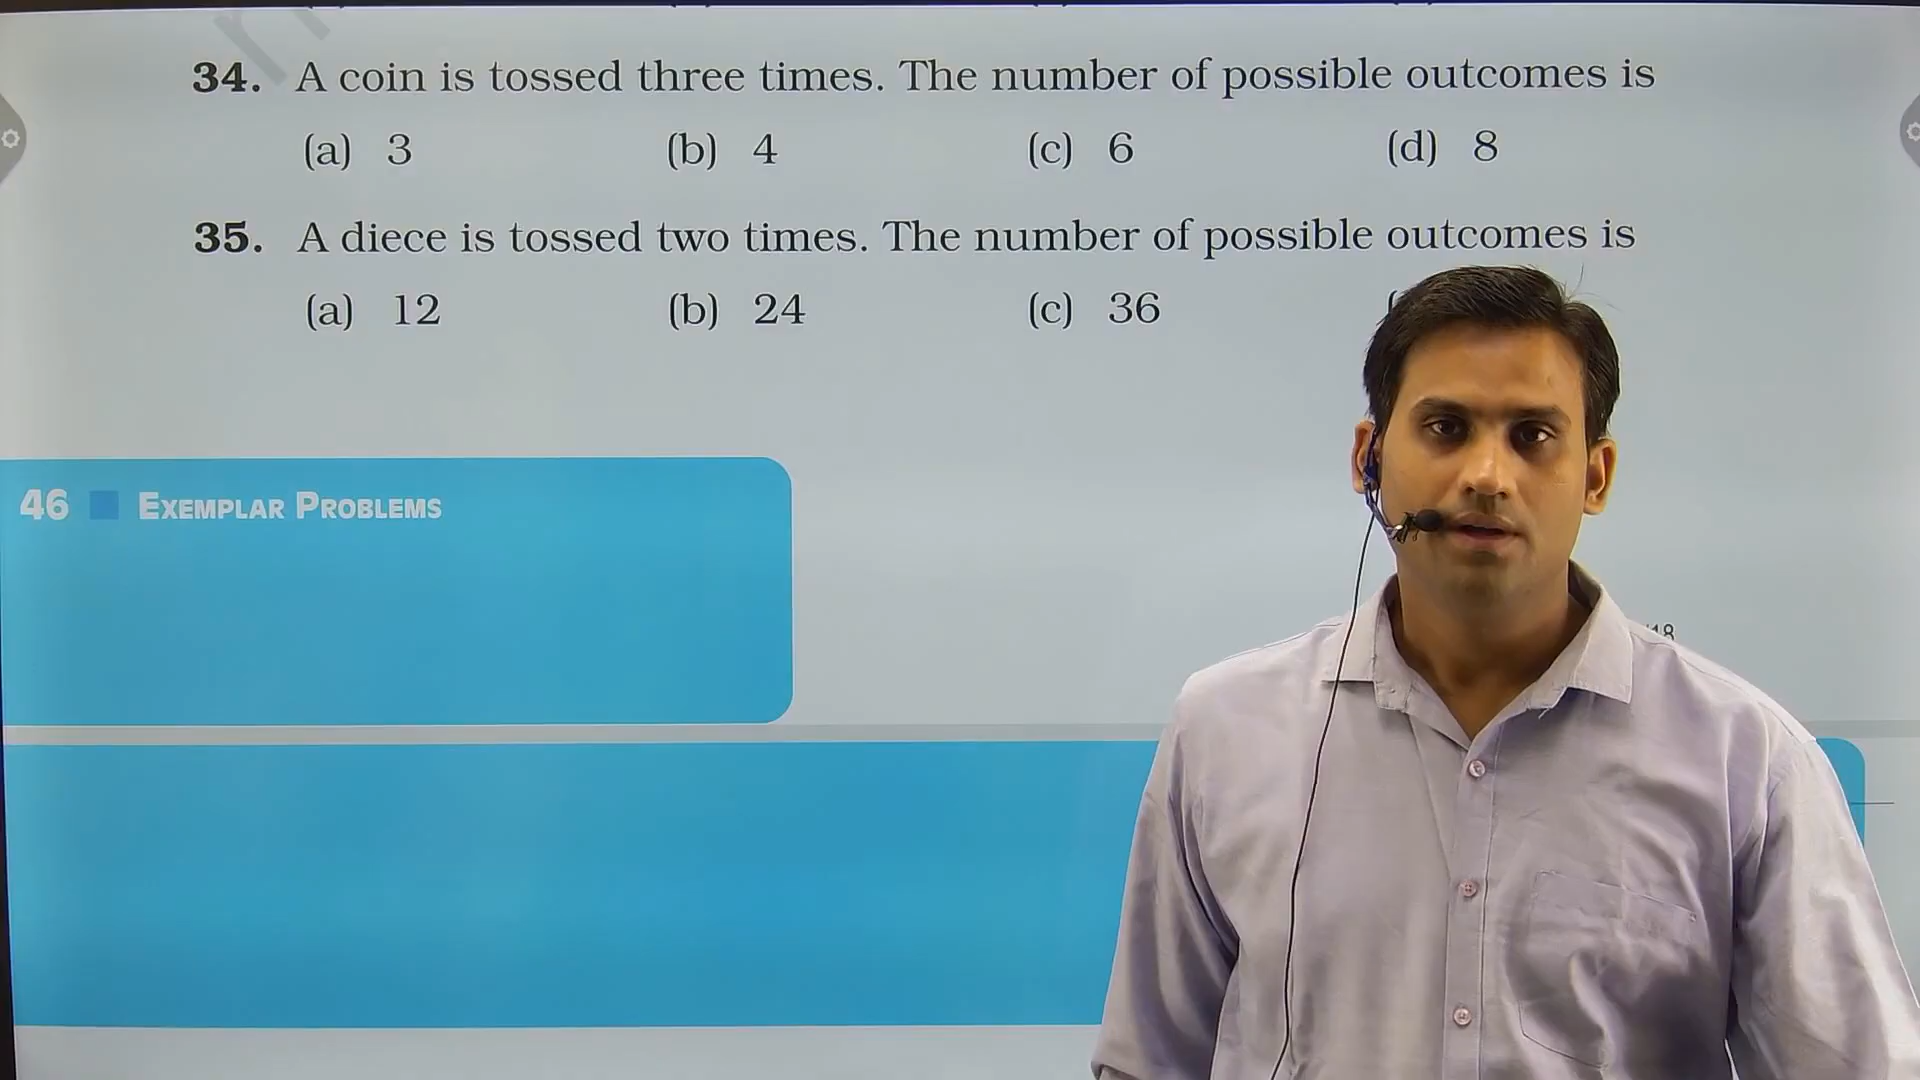 34. A coin is tossed three times. The number of possible outcomes is
(a) 3 (b) 4 (c) 6 (d) 8
35. A diece is tossed two times. The number of possible outcomes is
(a) 12 (b) 24 (c) 36
46 EXEMPLAR PROBLEMS